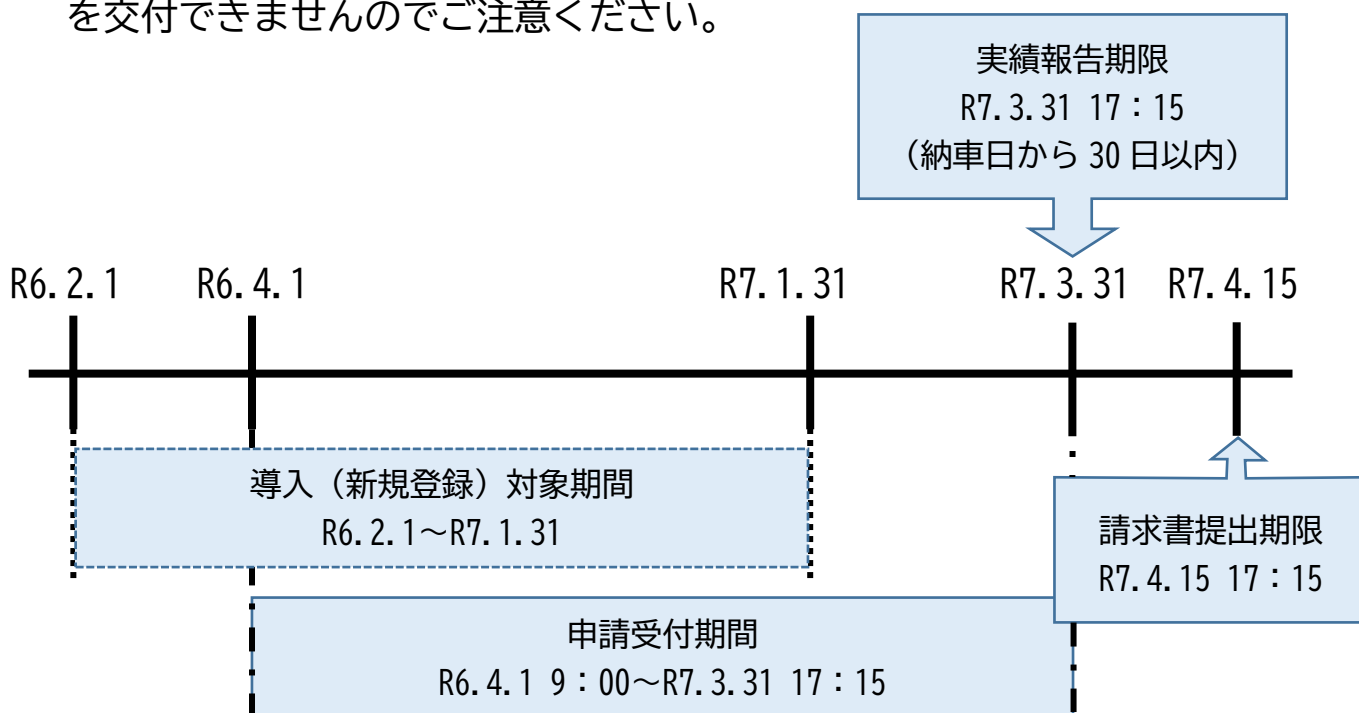 を交付できませんのでご注意ください。
実績報告期限
R7.3.31 17：15
（納車日から 30 日以内）
R6.2.1
R6.4.1
R7.1.31
R7.3.31
R7.4.15
導入（新規登録）対象期間
R6.2.1～R7.1.31
請求書提出期限
R7.4.15 17：15
申請受付期間
R6.4.1 9：00～R7.3.31 17：15